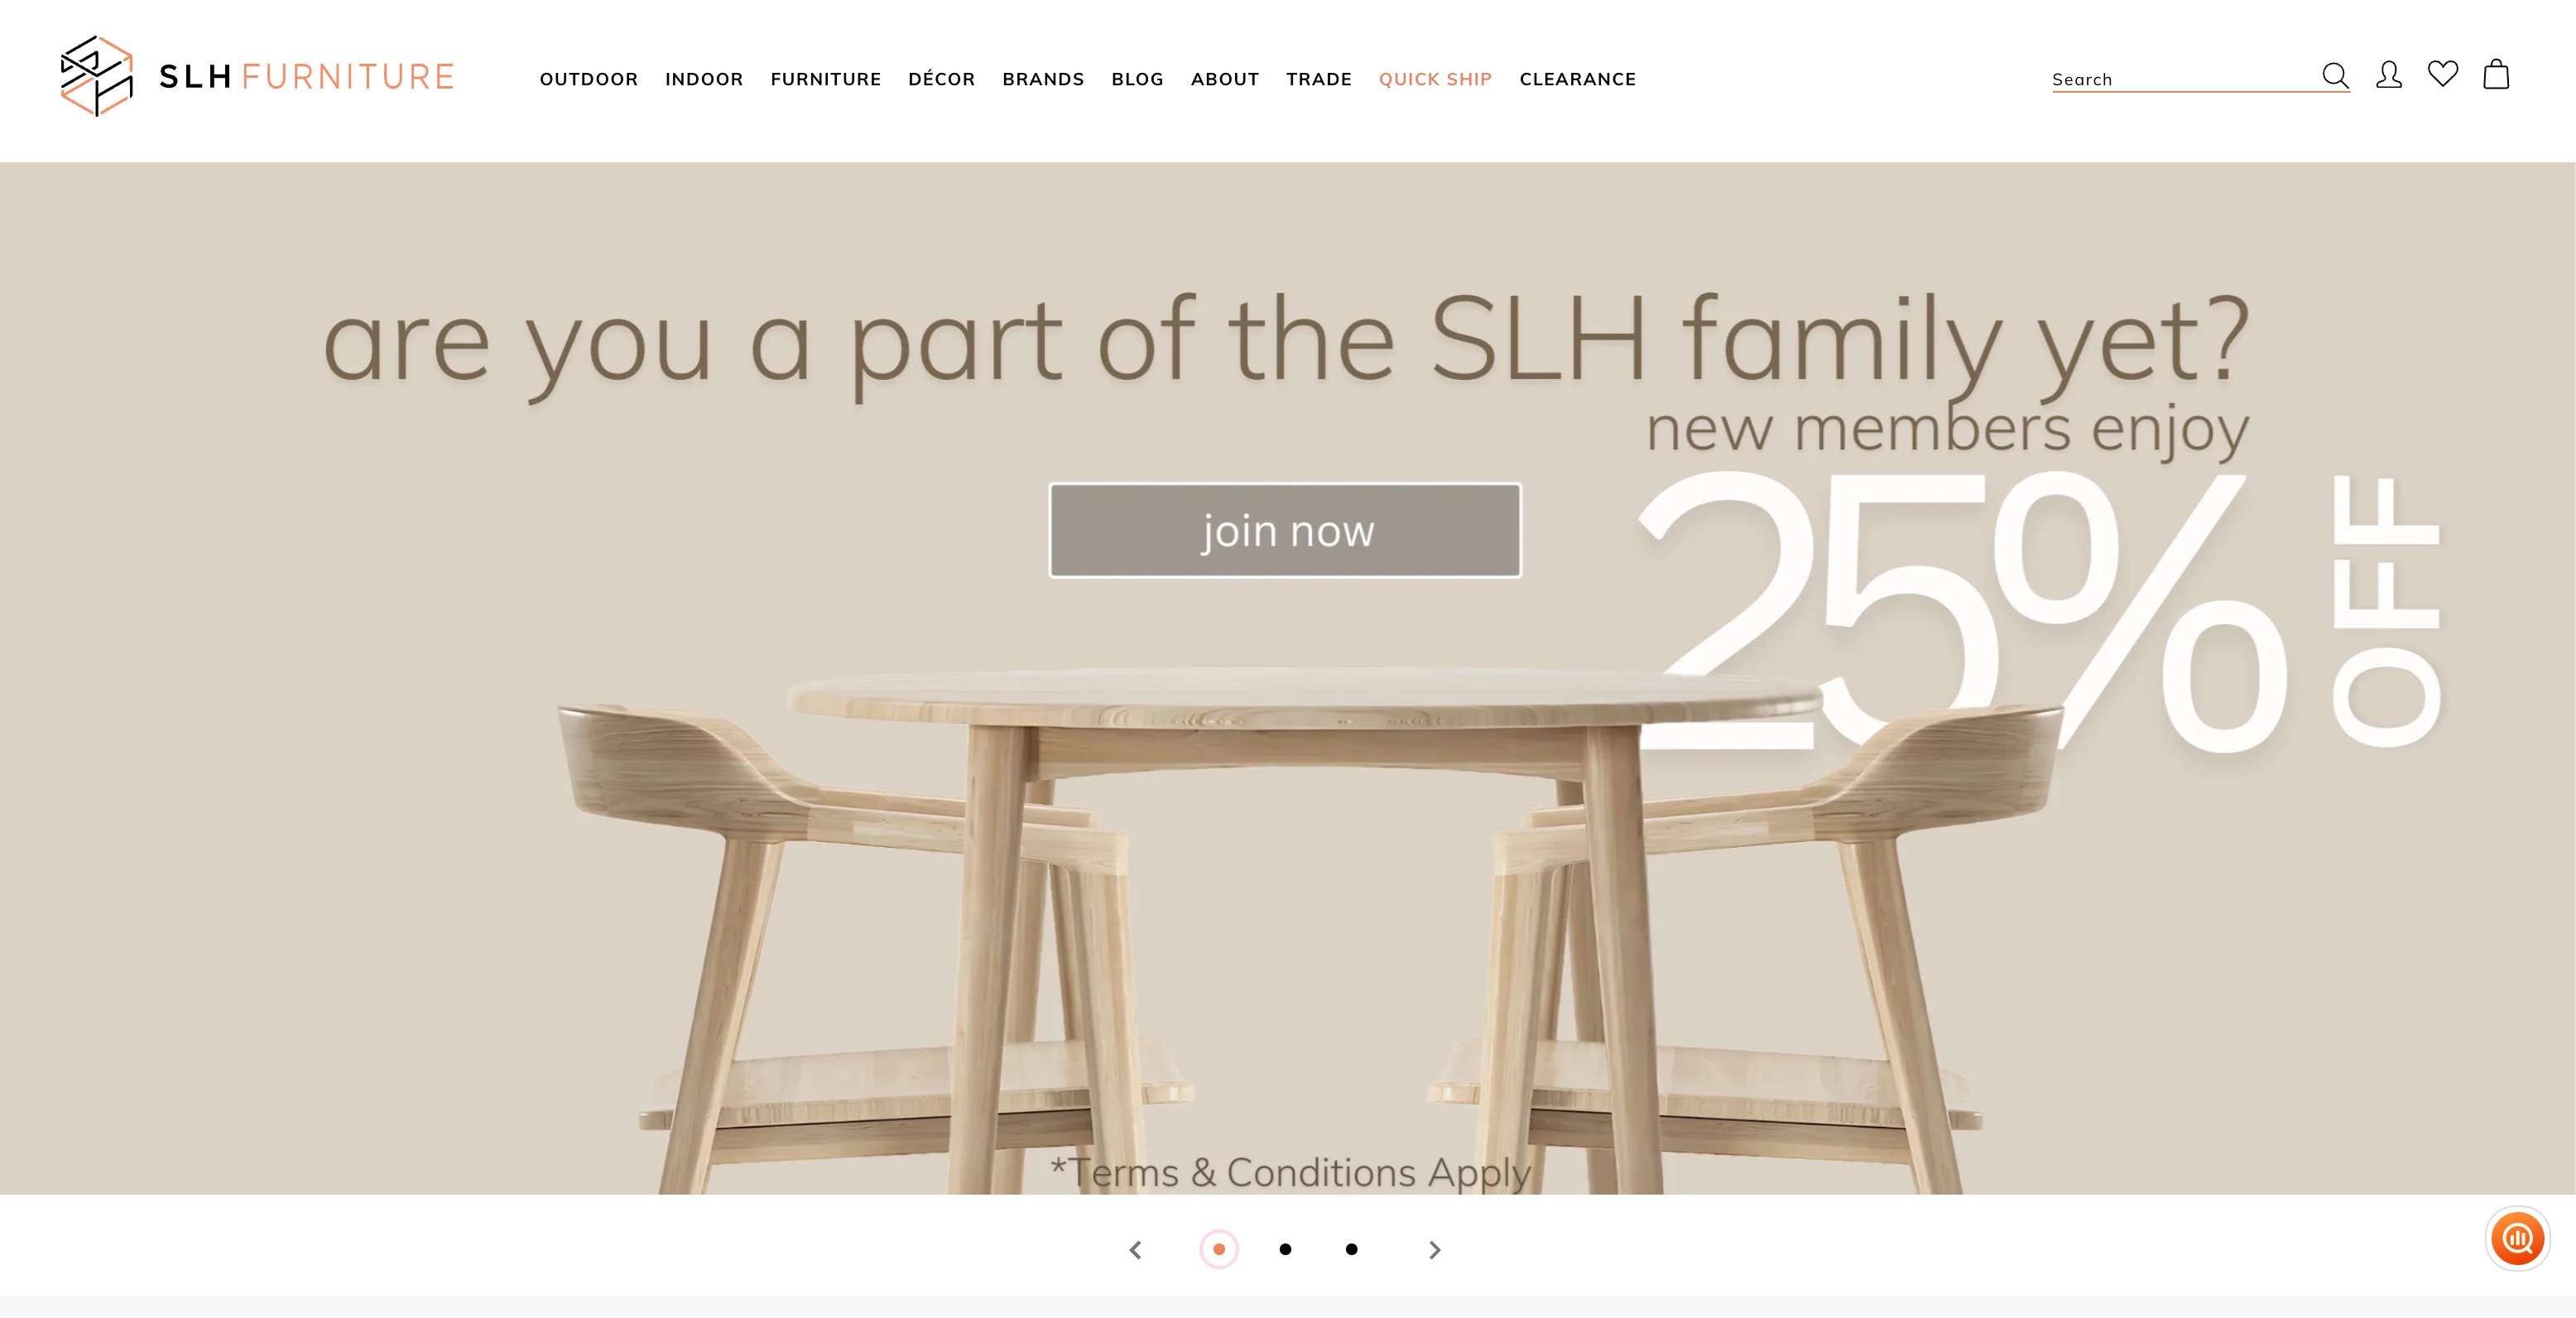 SLH FURNITURE
OUTDOOR INDOOR FURNITURE DÉCOR BRANDS BLOG ABOUT TRADE QUICK SHIP CLEARANCE
Search
are you a part of the SLH family yet?
new members enjoy
25% OFF
join now
*Terms & Conditions Apply